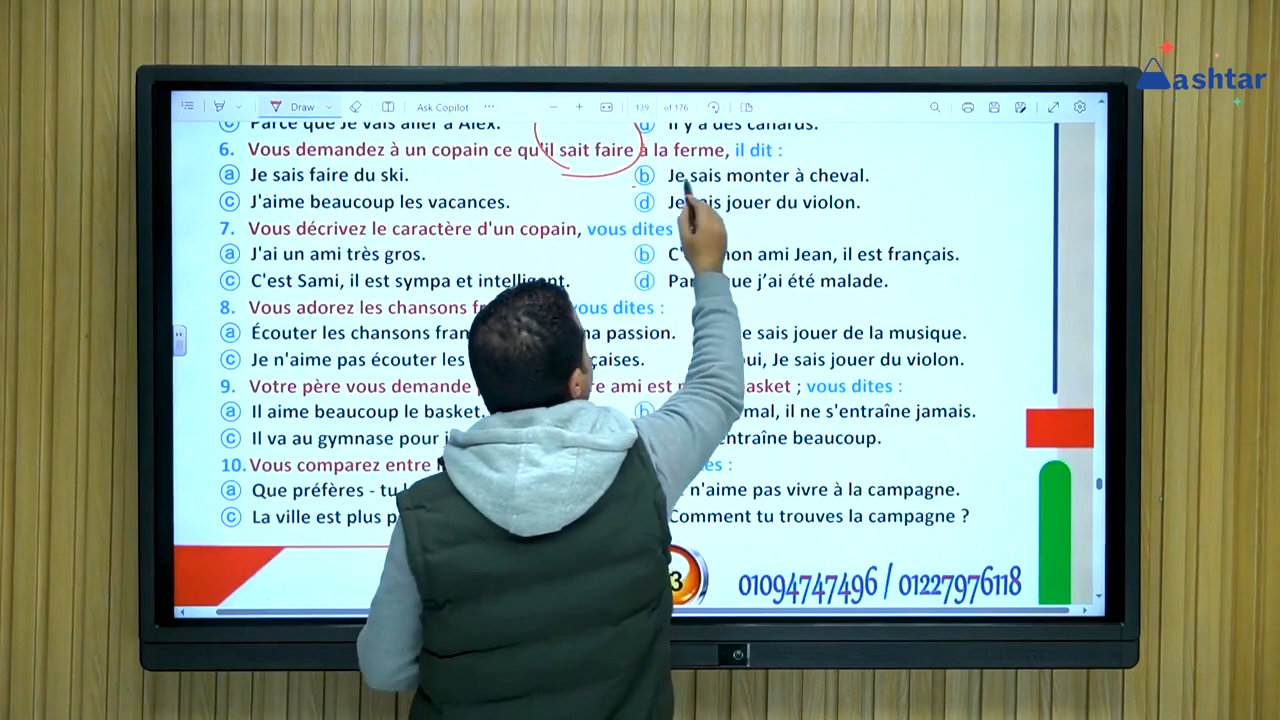 ashtar
Draw
Ask Copilot
139 of 176
c Parce que Je vais aller à Alex. d Il y a des canards.
6. Vous demandez à un copain ce qu'il sait faire à la ferme, il dit :
a Je sais faire du ski. b Je sais monter à cheval.
c J'aime beaucoup les vacances. d Je sais jouer du violon.
7. Vous décrivez le caractère d'un copain, vous dites
a J'ai un ami très gros. b mon ami Jean, il est français.
c C'est Sami, il est sympa et intelligent. d j'ai été malade.
8. Vous adorez les chansons vous dites :
a Écouter les chansons passion. sais jouer de la musique.
c Je n'aime pas écouter les Je sais jouer du violon.
9. Votre père vous demande ami est basket ; vous dites :
a Il aime beaucoup le basket. b mal, il ne s'entraîne jamais.
c Il va au gymnase pour beaucoup.
10. Vous comparez entre :
a Que préfères - tu n'aime pas vivre à la campagne.
c La ville est plus Comment tu trouves la campagne ?
01094747496 / 01227976118